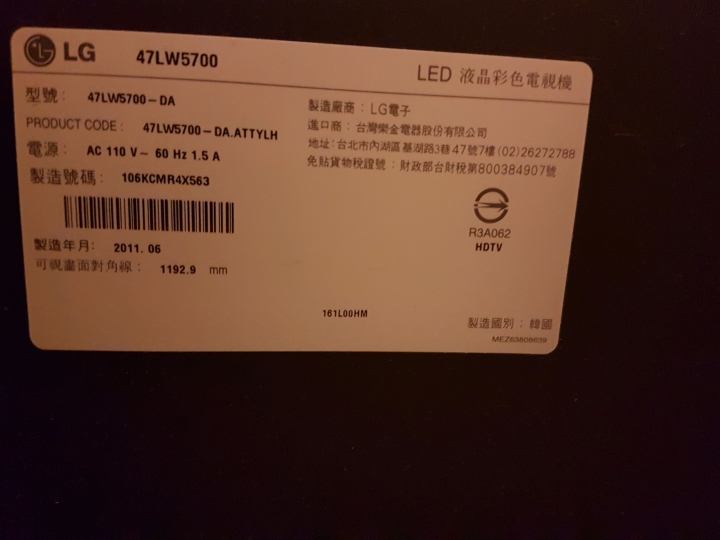 LG 47LW5700
LED 液晶彩色電視機
型號: 47LW5700-DA
PRODUCT CODE: 47LW5700-DA.ATTYLH
電源: AC 110 V~ 60 Hz 1.5 A
製造號碼: 106KCMR4X563
製造年月: 2011. 06
可視畫面對角線: 1192.9 mm
製造廠商: LG電子
進口商: 台灣樂金電器股份有限公司
地址: 台北市內湖區基湖路3巷47號7樓(02)26272788
免貼貨物稅證號: 財政部台財稅第800384907號
R3A062
HDTV
161L00HM
製造國別: 韓國
MEZ63808639